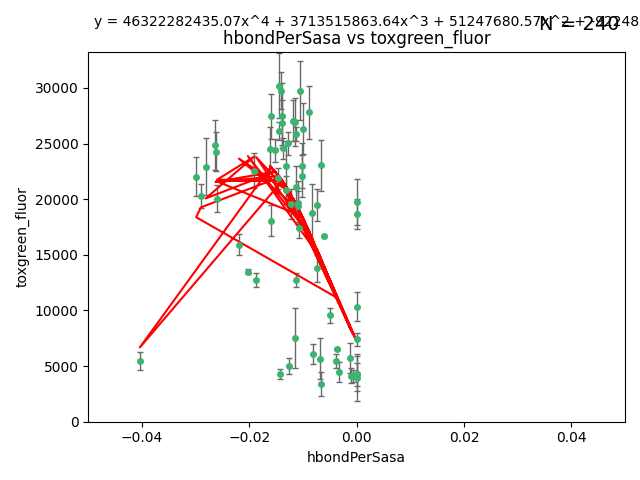 y = 46322282435.07x^4 + 3713515863.64x^3 + 51247680.57x^2 +
N = 240
hbondPerSasa vs toxgreen_fluor
30000
25000
20000
15000
10000
5000
0
toxgreen_fluor
−0.04 −0.02 0.00 0.02 0.04
hbondPerSasa